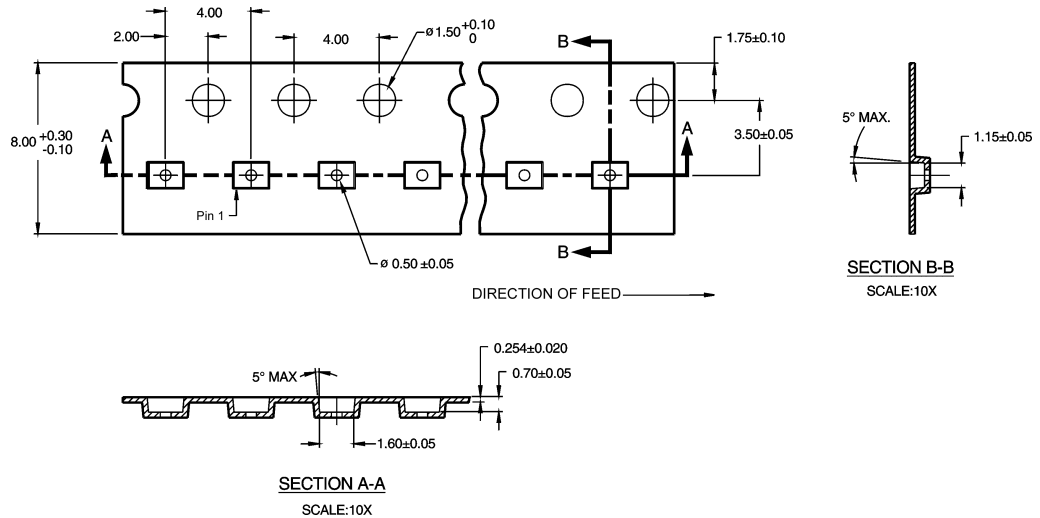 4.00
2.00
4.00
ø1.50 +0.10
0
B
1.75±0.10
8.00 +0.30
-0.10
A
A
3.50±0.05
5° MAX.
1.15±0.05
Pin 1
B
ø 0.50 ±0.05
SECTION B-B
SCALE:10X
DIRECTION OF FEED
0.254±0.020
5° MAX
0.70±0.05
1.60±0.05
SECTION A-A
SCALE:10X